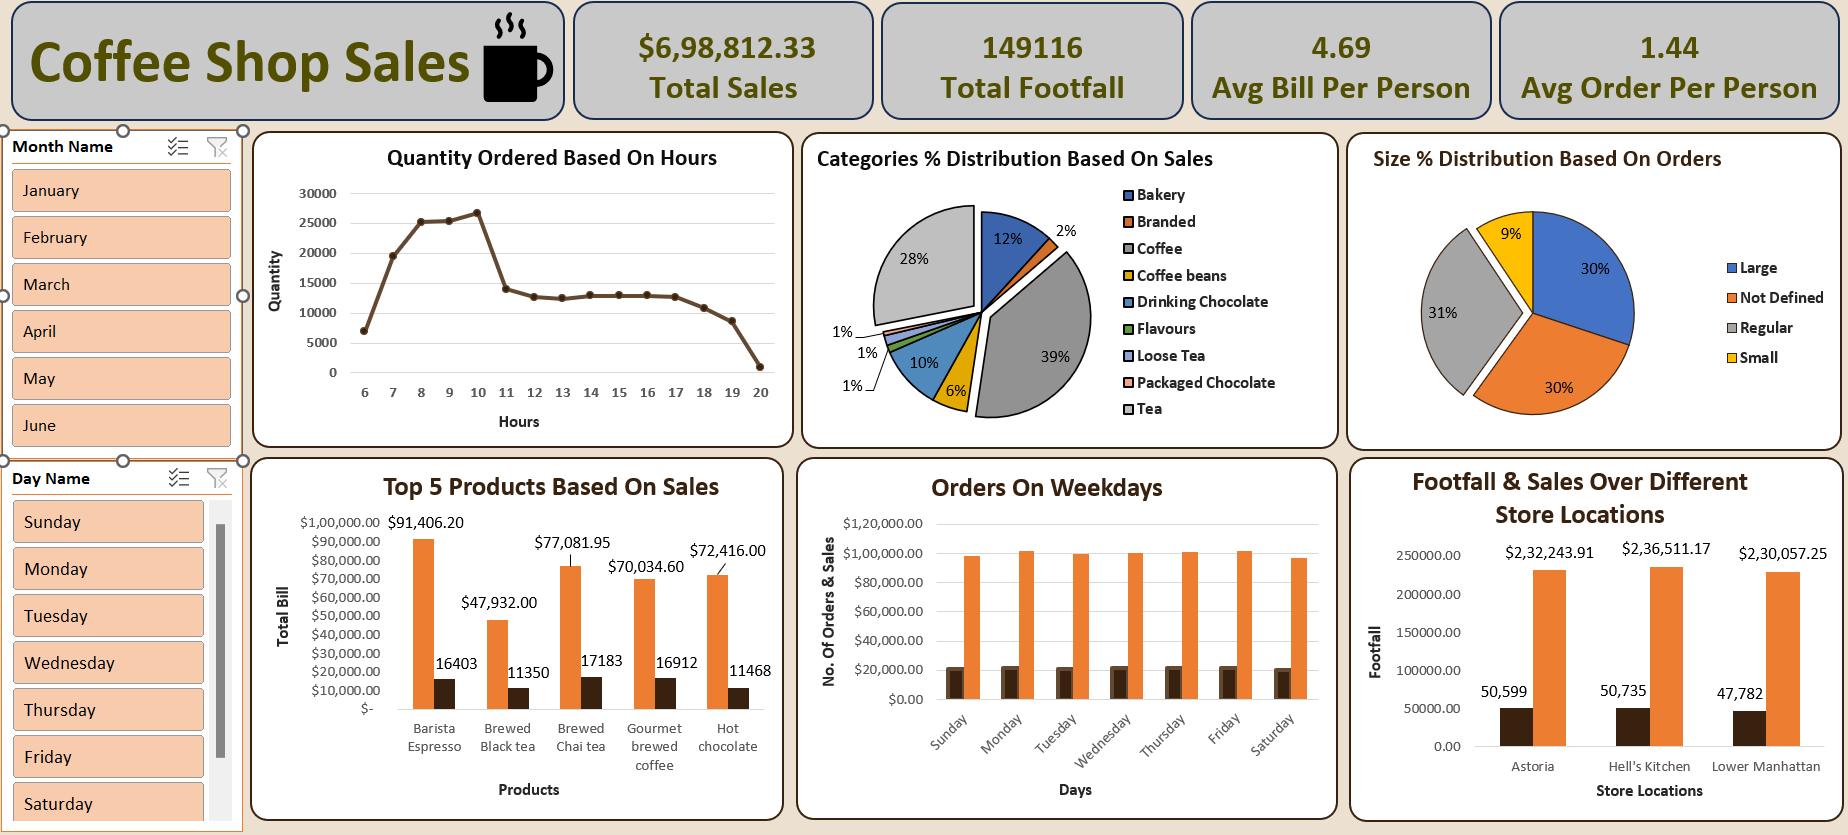 Coffee Shop Sales
$6,98,812.33
Total Sales
149116
Total Footfall
4.69
Avg Bill Per Person
1.44
Avg Order Per Person
Month Name
January
February
March
April
May
June
Day Name
Sunday
Monday
Tuesday
Wednesday
Thursday
Friday
Saturday
Quantity Ordered Based On Hours
Quantity
30000
25000
20000
15000
10000
5000
0
6 7 8 9 10 11 12 13 14 15 16 17 18 19 20
Hours
Categories % Distribution Based On Sales
12%
2%
39%
6%
10%
1%
1%
1%
28%
Bakery
Branded
Coffee
Coffee beans
Drinking Chocolate
Flavours
Loose Tea
Packaged Chocolate
Tea
Size % Distribution Based On Orders
30%
30%
31%
9%
Large
Not Defined
Regular
Small
Top 5 Products Based On Sales
Total Bill
$1,00,000.00
$90,000.00
$80,000.00
$70,000.00
$60,000.00
$50,000.00
$40,000.00
$30,000.00
$20,000.00
$10,000.00
$-
$91,406.20
$47,932.00
$77,081.95
$70,034.60
$72,416.00
16403
11350
17183
16912
11468
Barista
Espresso
Brewed
Black tea
Brewed
Chai tea
Gourmet
brewed
coffee
Hot
chocolate
Products
Orders On Weekdays
No. Of Orders & Sales
$1,20,000.00
$1,00,000.00
$80,000.00
$60,000.00
$40,000.00
$20,000.00
$0.00
Sunday
Monday
Tuesday
Wednesday
Thursday
Friday
Saturday
Days
Footfall & Sales Over Different
Store Locations
Footfall
250000.00
200000.00
150000.00
100000.00
50000.00
0.00
$2,32,243.91
$2,36,511.17
$2,30,057.25
50,599
50,735
47,782
Astoria
Hell's Kitchen
Lower Manhattan
Store Locations